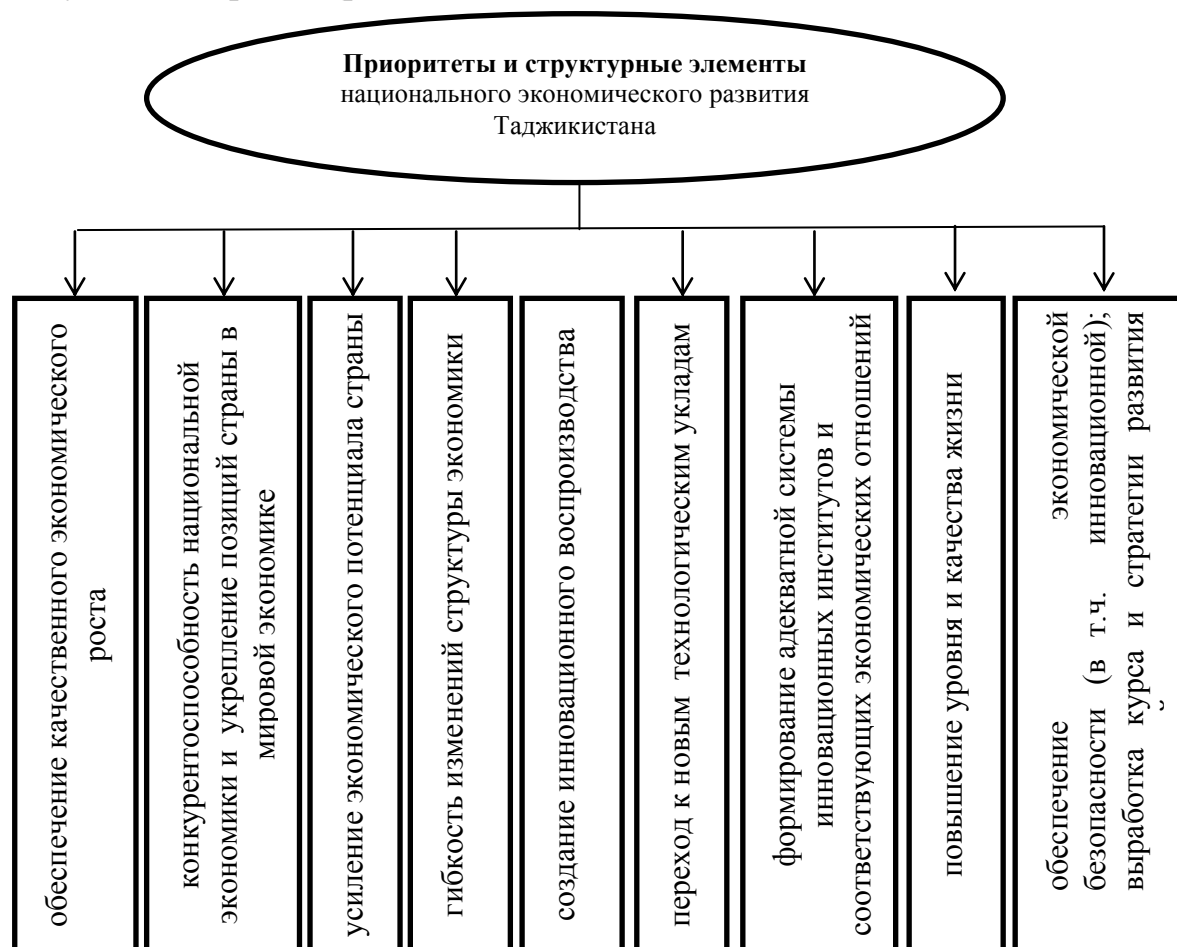 Приоритеты и структурные элементы
национального экономического развития
Таджикистана
обеспечение качественного экономического
роста
конкурентоспособность национальной
экономики и укрепление позиций страны в
мировой экономике
усиление экономического потенциала страны
гибкость изменений структуры экономики
создание инновационного воспроизводства
переход к новым технологическим укладам
формирование адекватной системы
инновационных институтов и
соответствующих экономических отношений
повышение уровня и качества жизни
обеспечение экономической
безопасности (в т.ч. инновационной);
выработка курса и стратегии развития